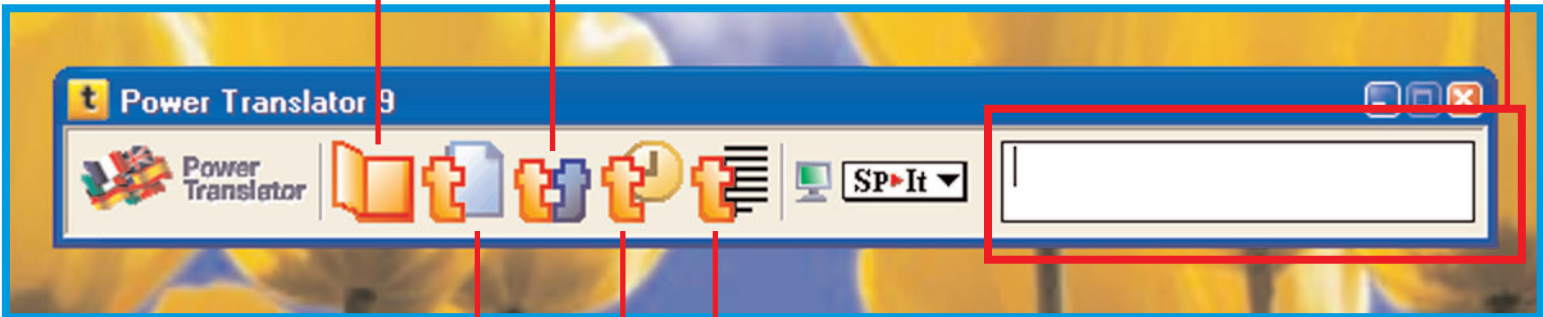 t Power Translator 9
Power
Translator
t t t t t
SP▸It